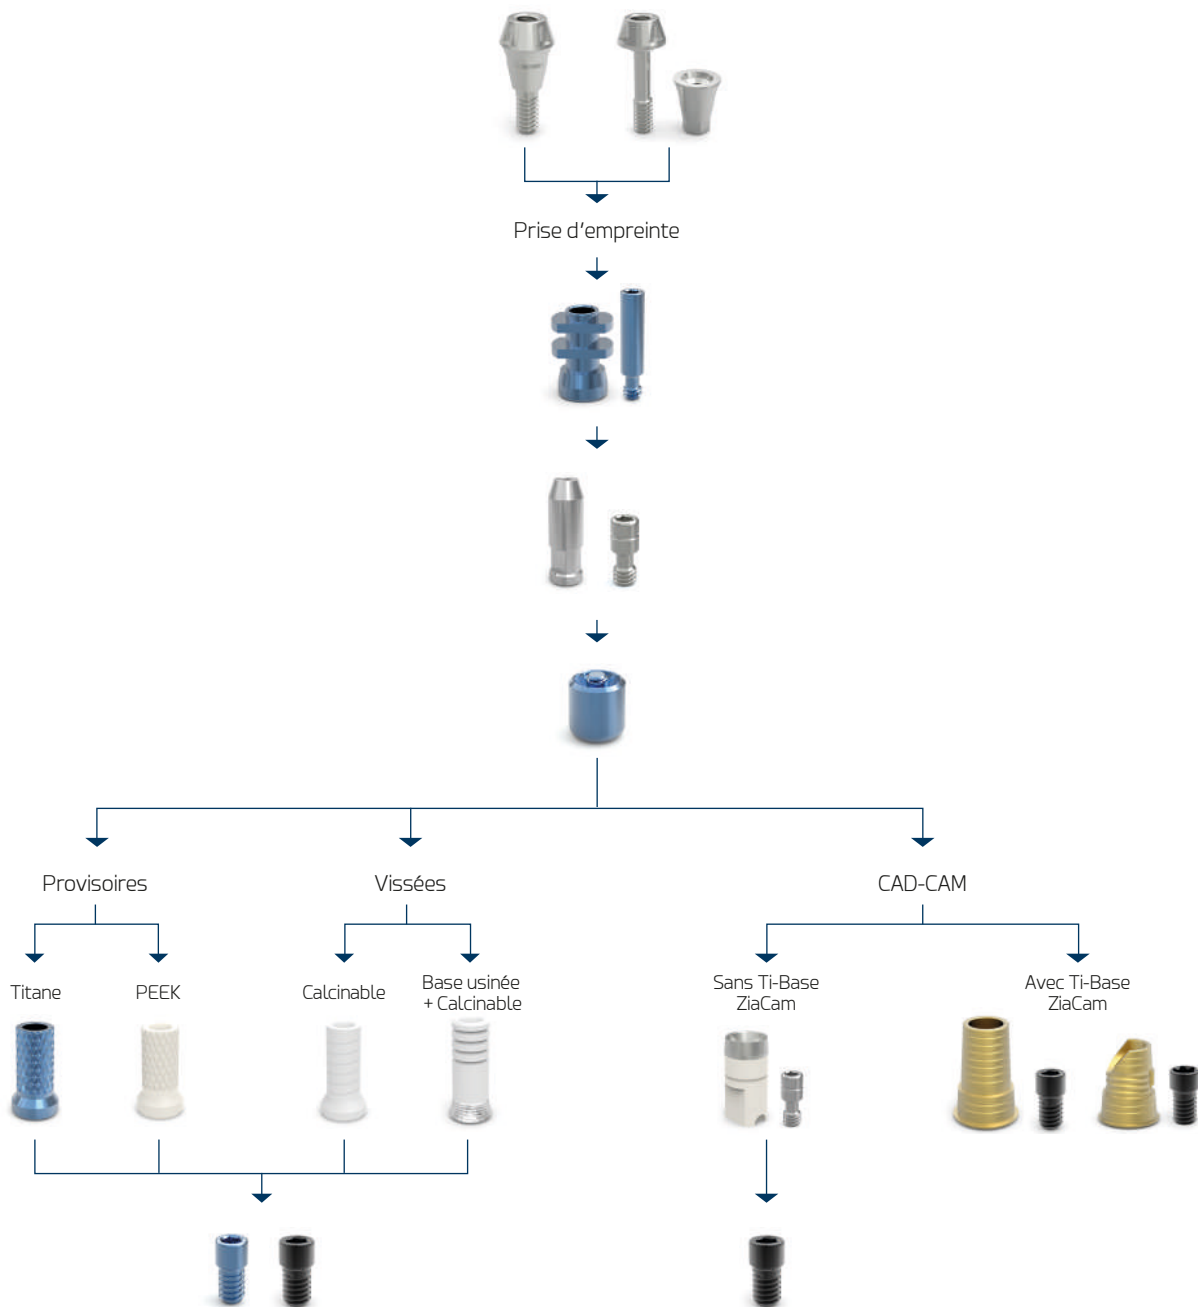 Prise d'empreinte
Provisoires
Vissées
CAD-CAM
Titane
PEEK
Calcinable
Base usinée
+ Calcinable
Sans Ti-Base
ZiaCam
Avec Ti-Base
ZiaCam